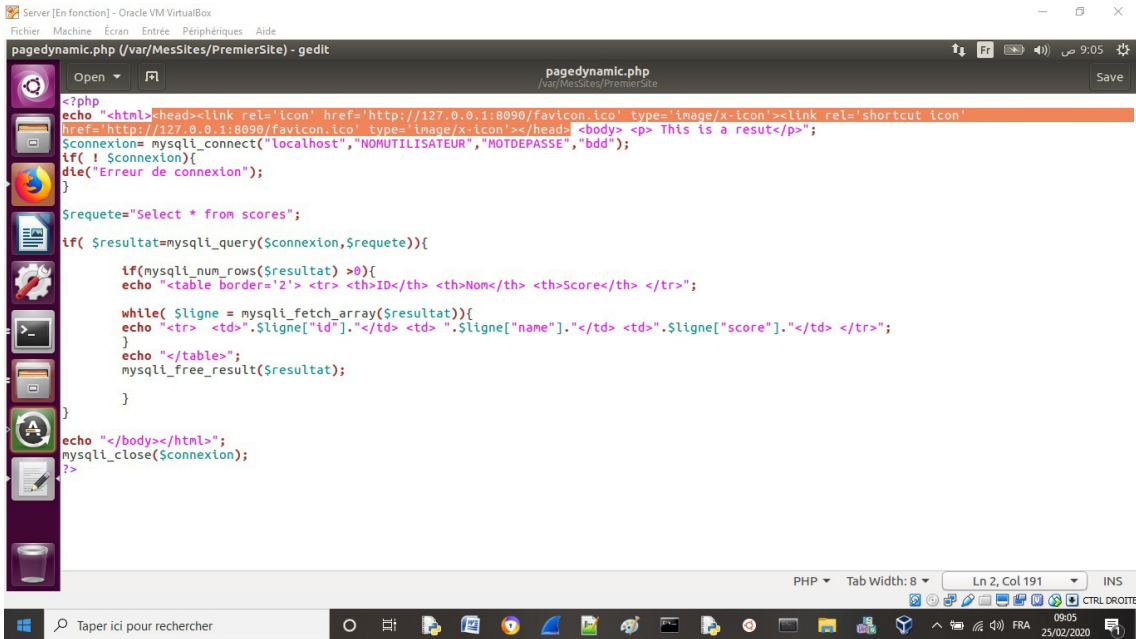 Server [En fonction] - Oracle VM VirtualBox
Fichier Machine Écran Entrée Périphériques Aide
pagedynamic.php (/var/MesSites/PremierSite) - gedit
Fr
9:05 ص
Open
pagedynamic.php
/var/MesSites/PremierSite
Save
<?php
echo "<html><head><link rel='icon' href='http://127.0.0.1:8090/favicon.ico' type='image/x-icon'><link rel='shortcut icon'
href='http://127.0.0.1:8090/favicon.ico' type='image/x-icon'></head> <body> <p> This is a resut</p>";
$connexion= mysqli_connect("localhost","NOMUTILISATEUR","MOTDEPASSE","bdd");
if( ! $connexion){
die("Erreur de connexion");
}
$requete="Select * from scores";
if( $resultat=mysqli_query($connexion,$requete)){
if(mysqli_num_rows($resultat) >0){
echo "<table border='2'> <tr> <th>ID</th> <th>Nom</th> <th>Score</th> </tr>";
while( $ligne = mysqli_fetch_array($resultat)){
echo "<tr>  <td>".$ligne["id"]."</td> <td> ".$ligne["name"]."</td> <td>".$ligne["score"]."</td> </tr>";
}
echo "</table>";
mysqli_free_result($resultat);
}
}
echo "</body></html>";
mysqli_close($connexion);
?>
PHP
Tab Width: 8
Ln 2, Col 191
INS
CTRL DROITE
Taper ici pour rechercher
FRA
09:05
25/02/2020